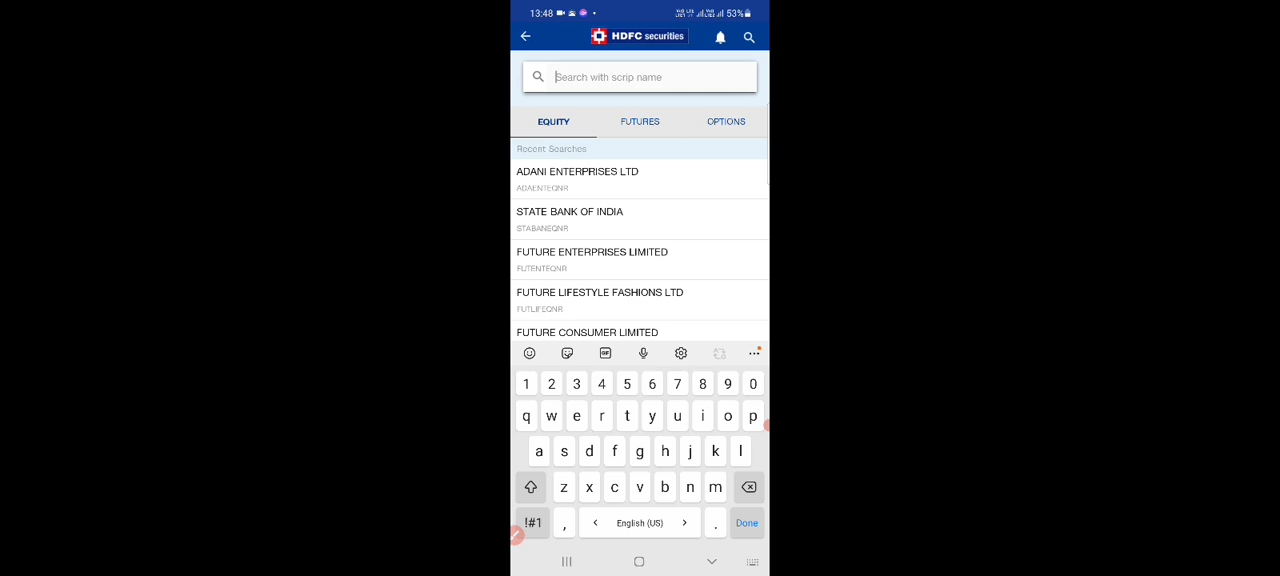 13:48 53%
HDFC securities
Search with scrip name
EQUITY FUTURES OPTIONS
Recent Searches
ADANI ENTERPRISES LTD
ADAENTEQNR
STATE BANK OF INDIA
STABANEQNR
FUTURE ENTERPRISES LIMITED
FUTENTEQNR
FUTURE LIFESTYLE FASHIONS LTD
FUTLIFEQNR
FUTURE CONSUMER LIMITED
GIF
1 2 3 4 5 6 7 8 9 0
q w e r t y u i o p
a s d f g h j k l
z x c v b n m
!#1 , < English (US) > . Done